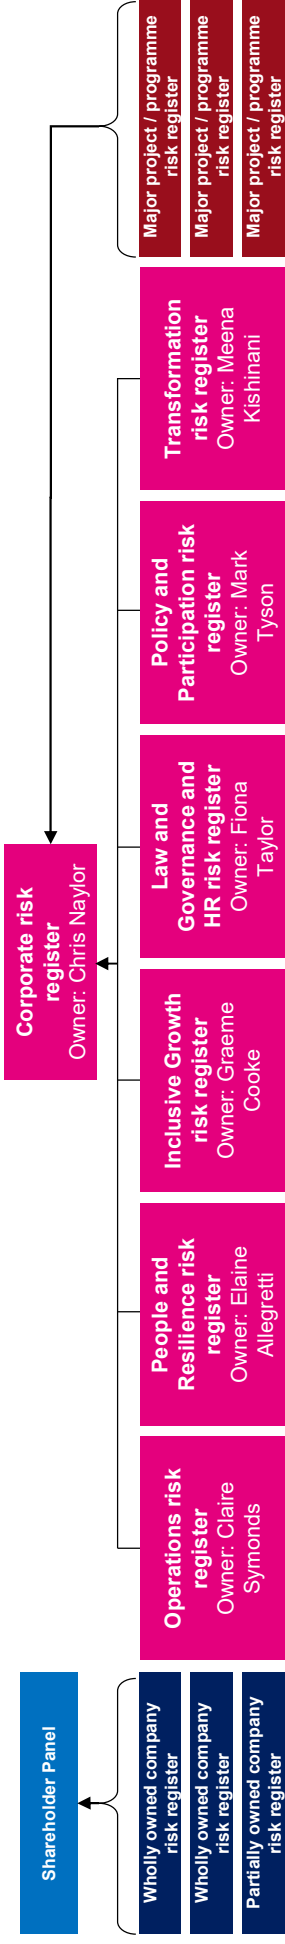 Shareholder Panel
Corporate risk
register
Owner: Chris Naylor
Wholly owned company
risk register
Wholly owned company
risk register
Partially owned company
risk register
Operations risk
register
Owner: Claire
Symonds
People and
Resilience risk
register
Owner: Elaine
Allegretti
Inclusive Growth
risk register
Owner: Graeme
Cooke
Law and
Governance and
HR risk register
Owner: Fiona
Taylor
Policy and
Participation risk
register
Owner: Mark
Tyson
Transformation
risk register
Owner: Meena
Kishinani
Major project / programme
risk register
Major project / programme
risk register
Major project / programme
risk register